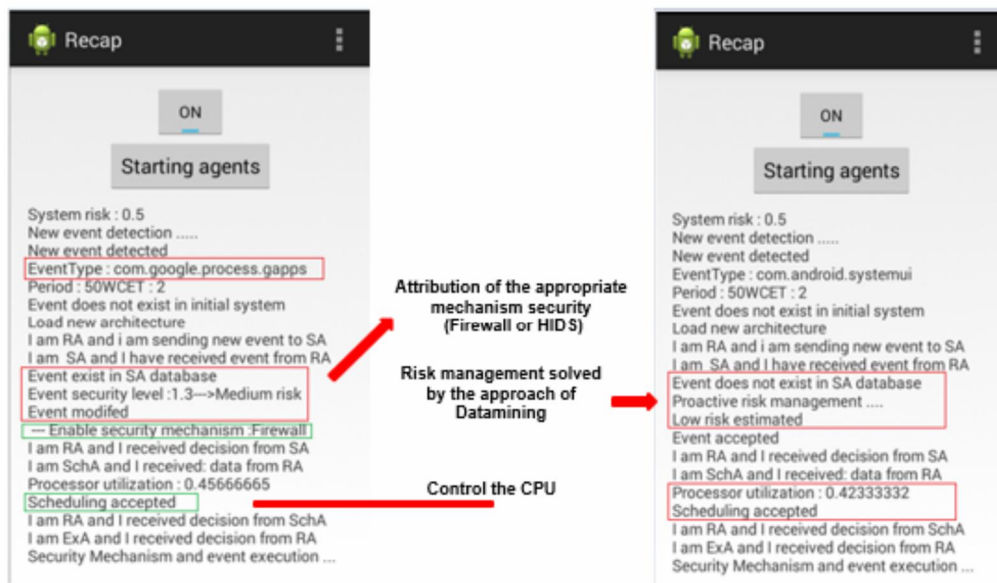 Recap
ON
Starting agents
System risk : 0.5
New event detection .....
New event detected
EventType : com.google.process.gapps
Period : 50WCET : 2
Event does not exist in initial system
Load new architecture
I am RA and i am sending new event to SA
I am  SA and I have received event from RA
Event exist in SA database
Event security level :1.3--->Medium risk
Event modifed
--- Enable security mechanism :Firewall
I am RA and I received decision from SA
I am SchA and I received: data from RA
Processor utilization : 0.45666665
Scheduling accepted
I am RA and I received decision from SchA
I am ExA and I received decision from RA
Security Mechanism and event execution ...
Attribution of the appropriate
mechanism security
(Firewall or HIDS)
Risk management solved
by the approach of
Datamining
Control the CPU
Recap
ON
Starting agents
System risk : 0.5
New event detection .....
New event detected
EventType : com.android.systemui
Period : 50WCET : 2
Event does not exist in initial system
Load new architecture
I am RA and i am sending new event to SA
I am  SA and I have received event from RA
Event does not exist in SA database
Proactive risk management ....
Low risk estimated
Event accepted
I am RA and I received decision from SA
I am SchA and I received: data from RA
Processor utilization : 0.42333332
Scheduling accepted
I am RA and I received decision from SchA
I am ExA and I received decision from RA
Security Mechanism and event execution ...